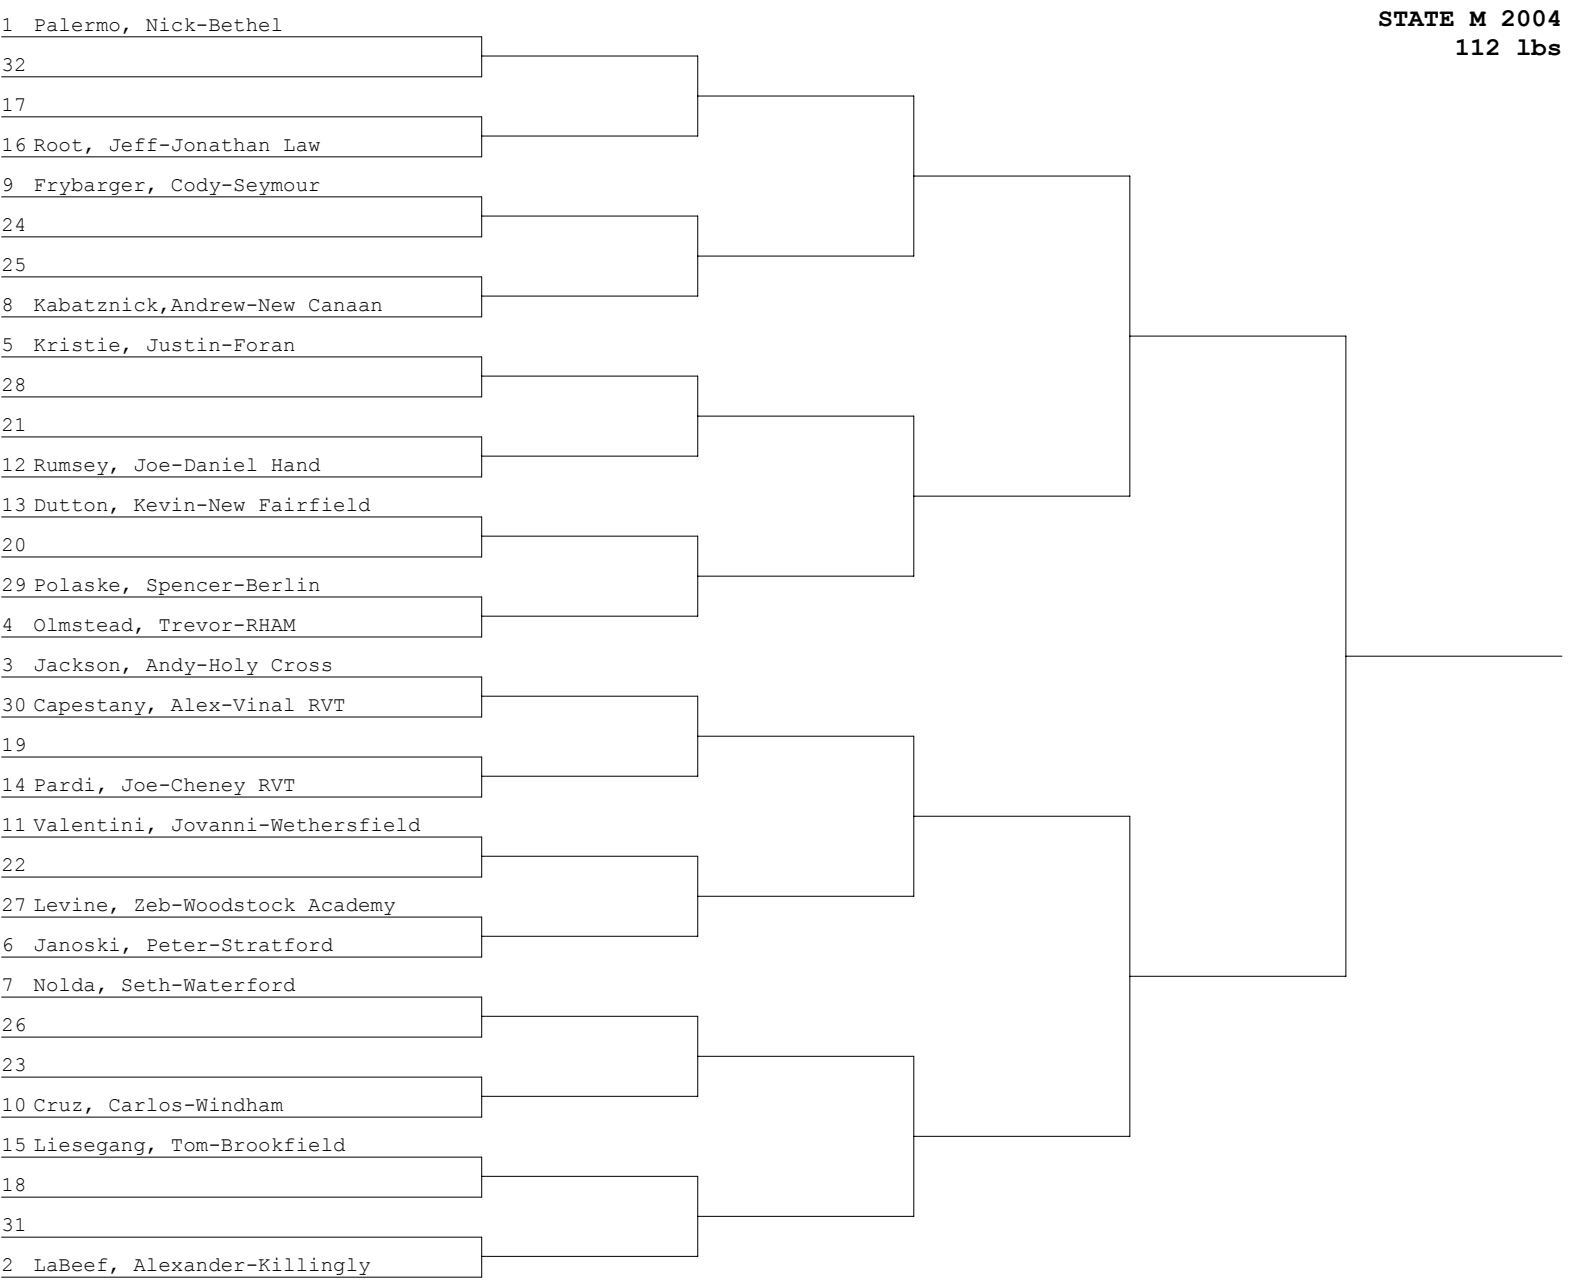 STATE M 2004
112 lbs
1 Palermo, Nick-Bethel
32
17
16 Root, Jeff-Jonathan Law
9 Frybarger, Cody-Seymour
24
25
8 Kabatznick,Andrew-New Canaan
5 Kristie, Justin-Foran
28
21
12 Rumsey, Joe-Daniel Hand
13 Dutton, Kevin-New Fairfield
20
29 Polaske, Spencer-Berlin
4 Olmstead, Trevor-RHAM
3 Jackson, Andy-Holy Cross
30 Capestany, Alex-Vinal RVT
19
14 Pardi, Joe-Cheney RVT
11 Valentini, Jovanni-Wethersfield
22
27 Levine, Zeb-Woodstock Academy
6 Janoski, Peter-Stratford
7 Nolda, Seth-Waterford
26
23
10 Cruz, Carlos-Windham
15 Liesegang, Tom-Brookfield
18
31
2 LaBeef, Alexander-Killingly